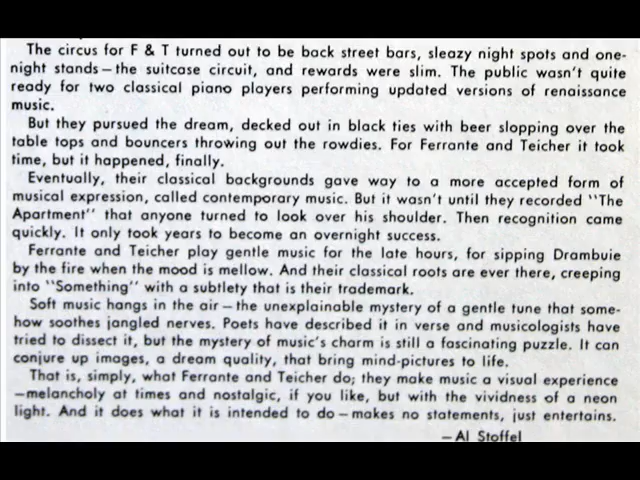 The circus for F & T turned out to be back street bars, sleazy night spots and one-
night stands—the suitcase circuit, and rewards were slim. The public wasn't quite
ready for two classical piano players performing updated versions of renaissance
music.
But they pursued the dream, decked out in black ties with beer slopping over the
table tops and bouncers throwing out the rowdies. For Ferrante and Teicher it took
time, but it happened, finally.
Eventually, their classical backgrounds gave way to a more accepted form of
musical expression, called contemporary music. But it wasn't until they recorded "The
Apartment" that anyone turned to look over his shoulder. Then recognition came
quickly. It only took years to become an overnight success.
Ferrante and Teicher play gentle music for the late hours, for sipping Drambuie
by the fire when the mood is mellow. And their classical roots are ever there, creeping
into "Something" with a subtlety that is their trademark.
Soft music hangs in the air—the unexplainable mystery of a gentle tune that some-
how soothes jangled nerves. Poets have described it in verse and musicologists have
tried to dissect it, but the mystery of music's charm is still a fascinating puzzle. It can
conjure up images, a dream quality, that bring mind-pictures to life.
That is, simply, what Ferrante and Teicher do; they make music a visual experience
—melancholy at times and nostalgic, if you like, but with the vividness of a neon
light. And it does what it is intended to do—makes no statements, just entertains.
—Al Stoffel